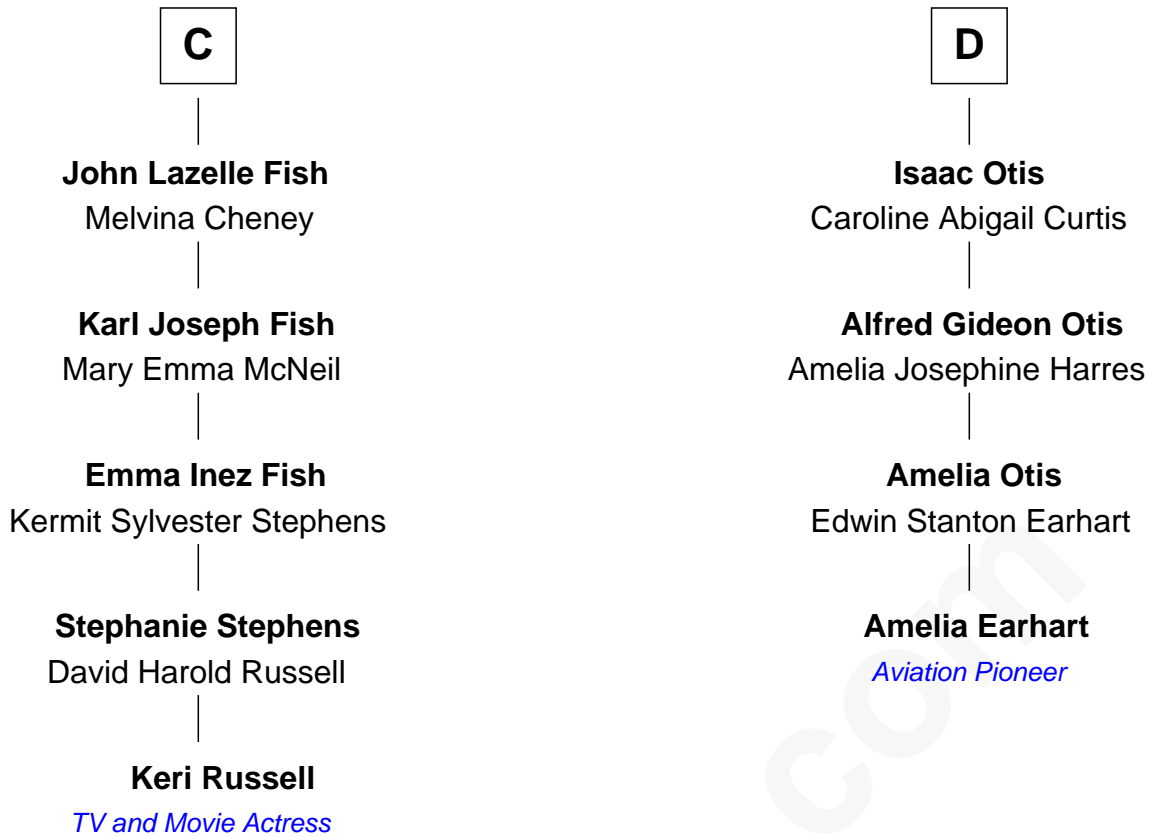 C
John Lazelle Fish
Melvina Cheney
Karl Joseph Fish
Mary Emma McNeil
Emma Inez Fish
Kermit Sylvester Stephens
Stephanie Stephens
David Harold Russell
Keri Russell
TV and Movie Actress
D
Isaac Otis
Caroline Abigail Curtis
Alfred Gideon Otis
Amelia Josephine Harres
Amelia Otis
Edwin Stanton Earhart
Amelia Earhart
Aviation Pioneer
com